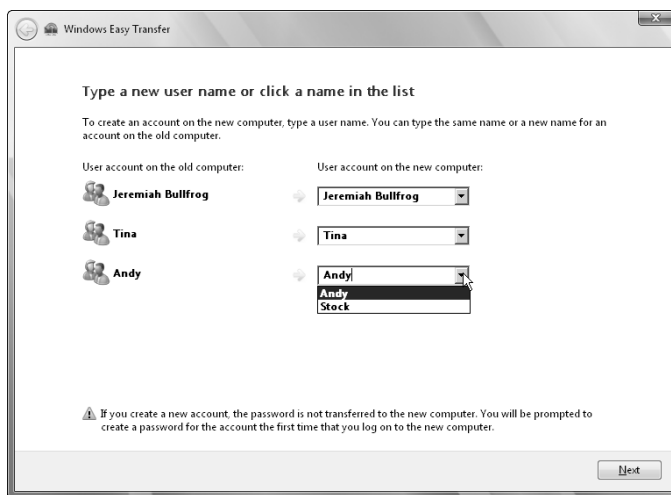 Windows Easy Transfer
Type a new user name or click a name in the list
To create an account on the new computer, type a user name. You can type the same name or a new name for an
account on the old computer.
User account on the old computer: User account on the new computer:
Jeremiah Bullfrog Jeremiah Bullfrog
Tina Tina
Andy Andy
Andy
Stock
If you create a new account, the password is not transferred to the new computer. You will be prompted to
create a password for the account the first time that you log on to the new computer.
Next